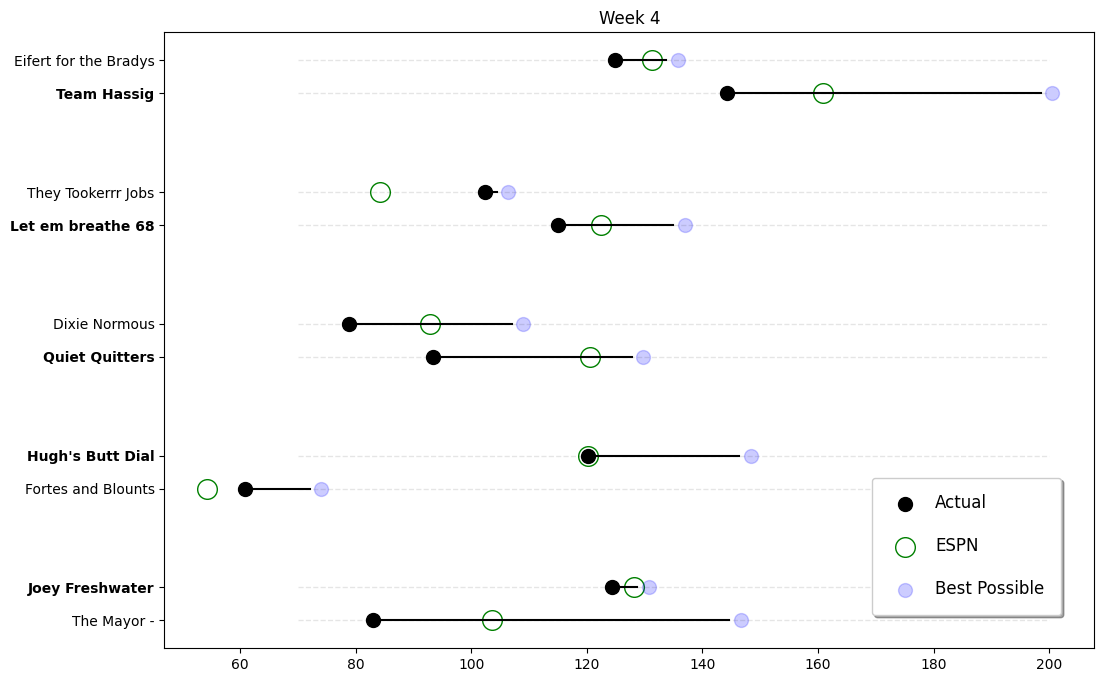 Week 4
Eifert for the Bradys
Team Hassig
They Tookerrr Jobs
Let em breathe 68
Dixie Normous
Quiet Quitters
Hugh's Butt Dial
Fortes and Blounts
Joey Freshwater
The Mayor -
Actual
ESPN
Best Possible
60 80 100 120 140 160 180 200